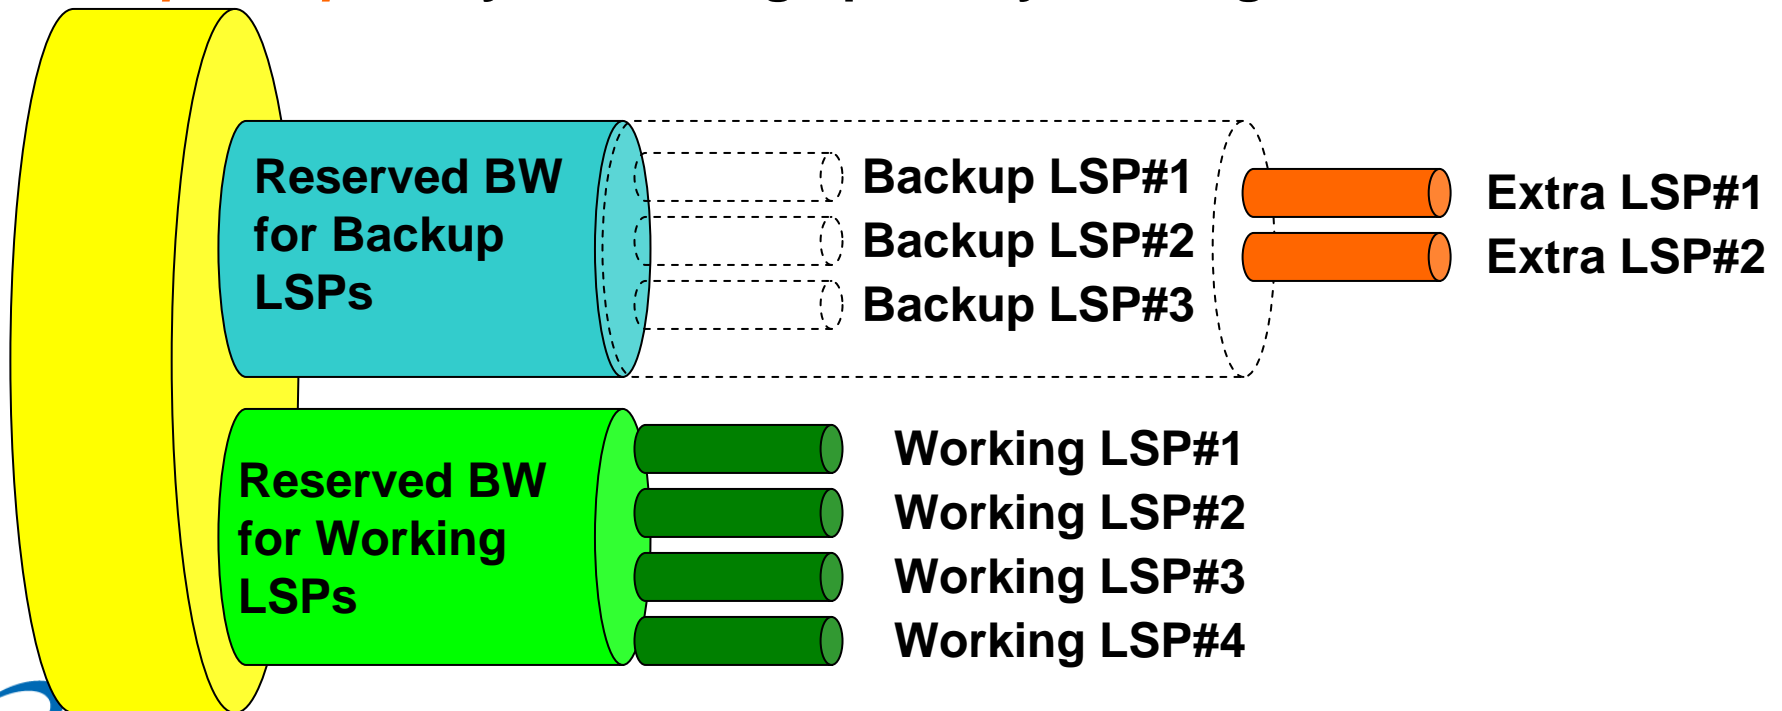 Reserved BW
for Backup
LSPs
Backup LSP#1
Backup LSP#2
Backup LSP#3
Extra LSP#1
Extra LSP#2
Reserved BW
for Working
LSPs
Working LSP#1
Working LSP#2
Working LSP#3
Working LSP#4